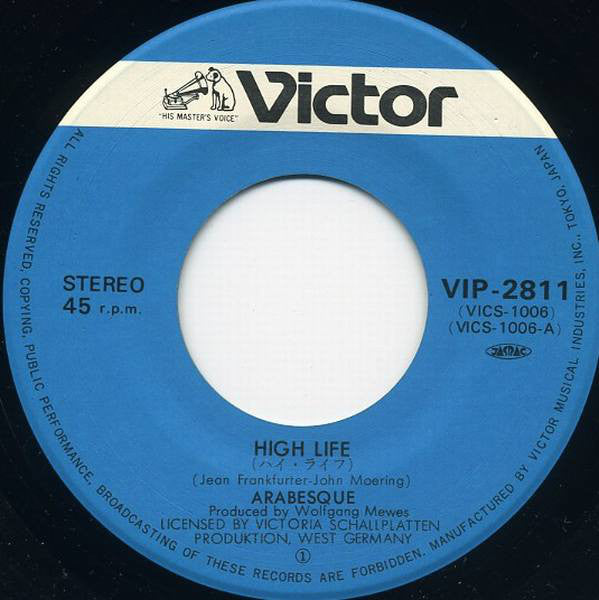 Victor
"HIS MASTER'S VOICE"
STEREO
45 r.p.m.
VIP-2811
(VICS-1006)
(VICS-1006-A)
JASRAC
HIGH LIFE
(ハイ・ライフ)
(Jean Frankfurter-John Moering)
ARABESQUE
Produced by Wolfgang Mewes
LICENSED BY VICTORIA SCHALLPLATTEN
PRODUKTION, WEST GERMANY
①
ALL RIGHTS RESERVED. COPYING, PUBLIC PERFORMANCE, BROADCASTING OF THESE RECORDS ARE FORBIDDEN. MANUFACTURED BY VICTOR MUSICAL INDUSTRIES, INC., TOKYO, JAPAN